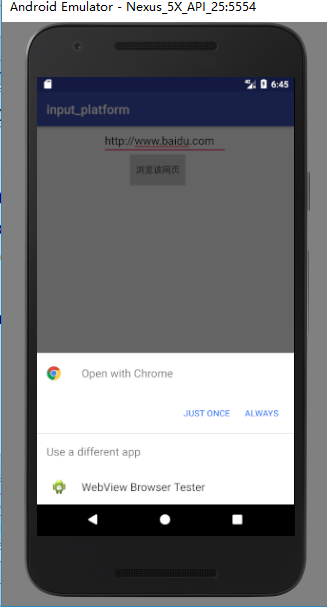 Android Emulator - Nexus_5X_API_25:5554
6:45
input_platform
http://www.baidu.com
浏览该网页
Open with Chrome
JUST ONCE ALWAYS
Use a different app
WebView Browser Tester